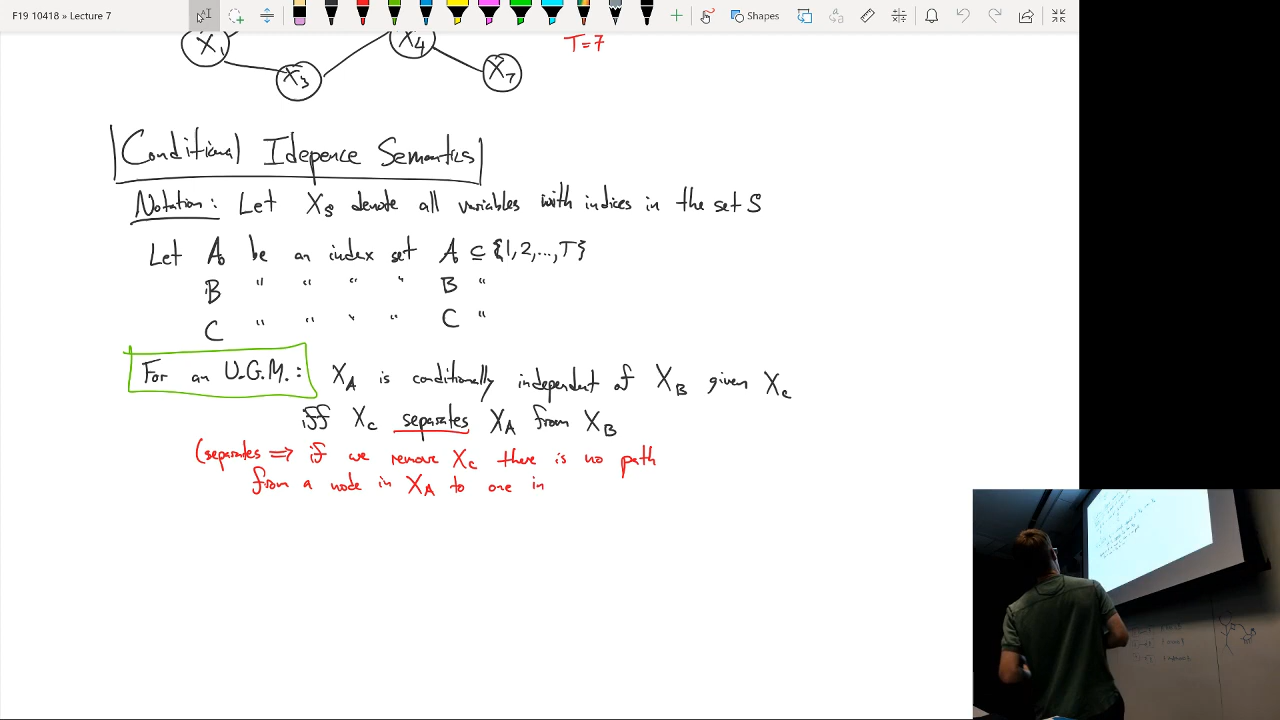 F19 10418 » Lecture 7
Shapes
X1
X3
X4
X7
T=7
Conditional Idepence Semantics
Notation: Let XS denote all variables with indices in the set S
Let A be an index set A ⊆ {1,2,...,T}
B " " " " B "
C " " " " C "
For an U.G.M.: XA is conditionally independent of XB given XC
iff XC separates XA from XB
(separates ⟹ if we remove XC there is no path
from a node in XA to one in